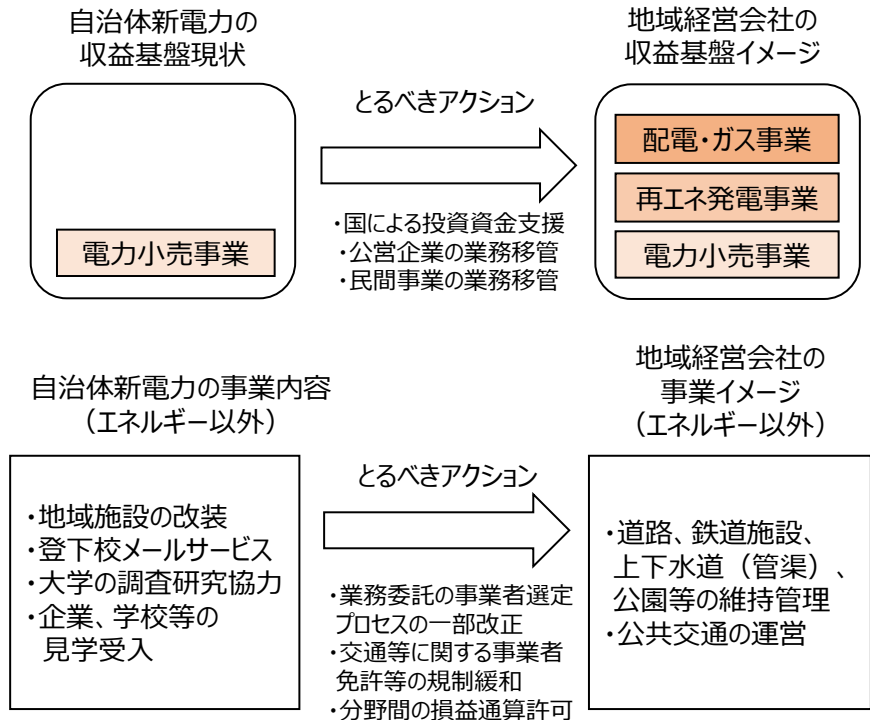 自治体新電力の
収益基盤現状
地域経営会社の
収益基盤イメージ
とるべきアクション
電力小売事業
・国による投資資金支援
・公営企業の業務移管
・民間事業の業務移管
配電・ガス事業
再エネ発電事業
電力小売事業
自治体新電力の事業内容
（エネルギー以外）
地域経営会社の
事業イメージ
（エネルギー以外）
とるべきアクション
・地域施設の改装
・登下校メールサービス
・大学の調査研究協力
・企業、学校等の
見学受入
・業務委託の事業者選定
プロセスの一部改正
・交通等に関する事業者
免許等の規制緩和
・分野間の損益通算許可
・道路、鉄道施設、
上下水道（管渠）、
公園等の維持管理
・公共交通の運営